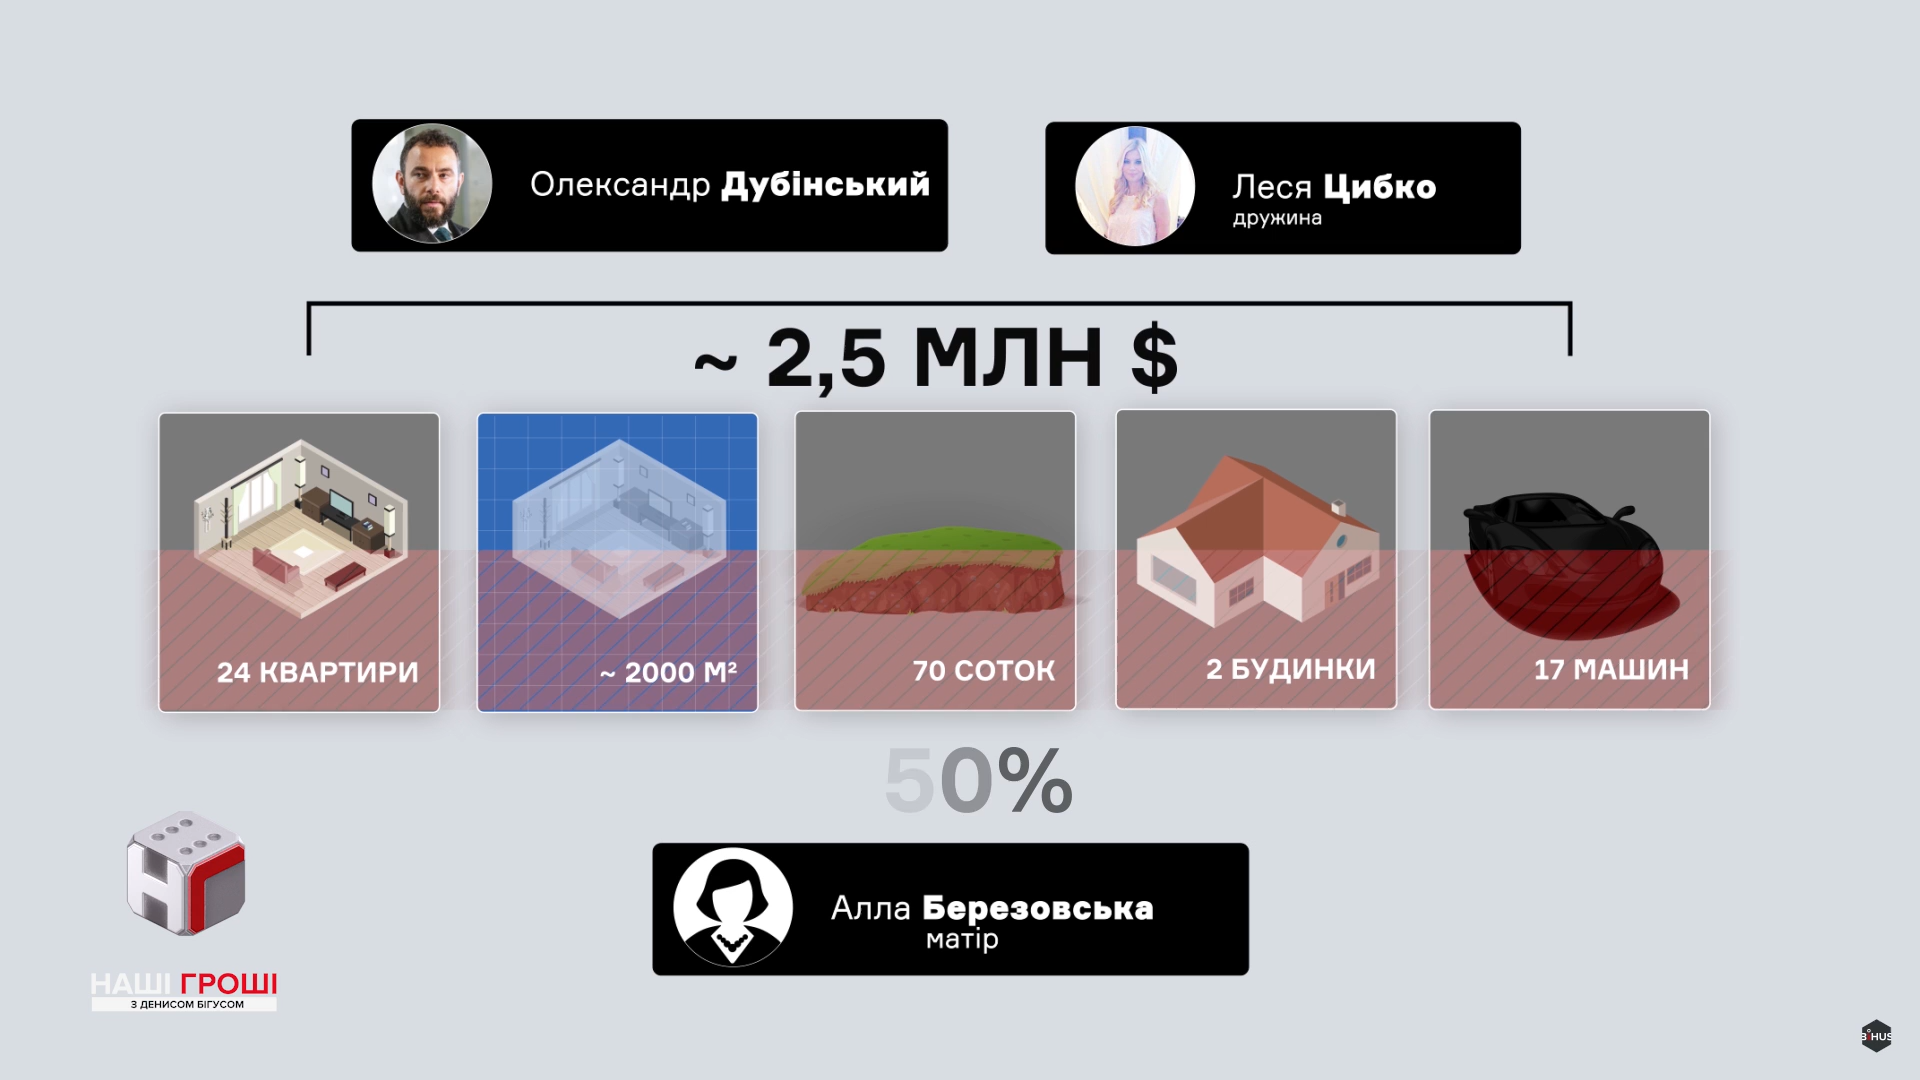 Олександр Дубінський
Леся Цибко
дружина
~ 2,5 МЛН $
24 КВАРТИРИ
~ 2000 М²
70 СОТОК
2 БУДИНКИ
17 МАШИН
50%
Алла Березовська
матір
НАШІ ГРОШІ
З ДЕНИСОМ БІГУСОМ
BIHUS